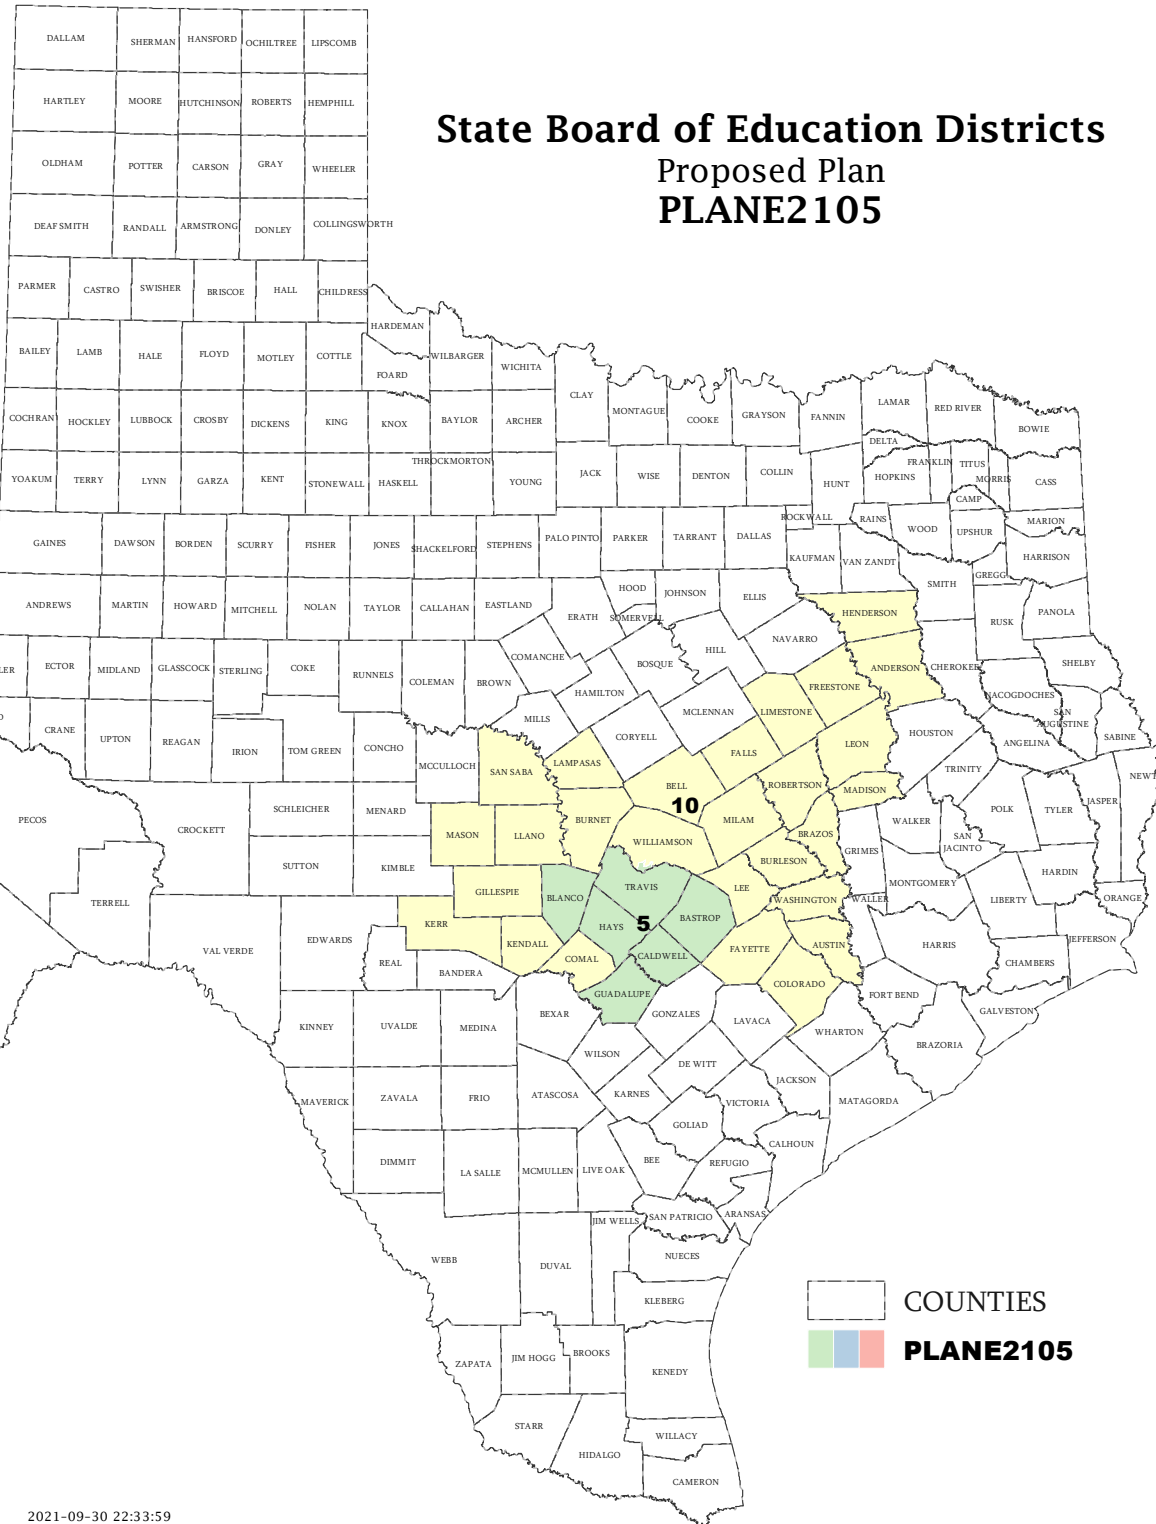 State Board of Education Districts
Proposed Plan
PLANE2105
DALLAM SHERMAN HANSFORD OCHILTREE LIPSCOMB
HARTLEY MOORE HUTCHINSON ROBERTS HEMPHILL
OLDHAM POTTER CARSON GRAY WHEELER
DEAF SMITH RANDALL ARMSTRONG DONLEY COLLINGSWORTH
PARMER CASTRO SWISHER BRISCOE HALL CHILDRESS
HARDEMAN
BAILEY LAMB HALE FLOYD MOTLEY COTTLE WILBARGER
FOARD WICHITA
CLAY
COCHRAN HOCKLEY LUBBOCK CROSBY DICKENS KING KNOX BAYLOR ARCHER MONTAGUE COOKE GRAYSON FANNIN LAMAR RED RIVER BOWIE
DELTA
THROCKMORTON FRANKLIN TITUS
YOAKUM TERRY LYNN GARZA KENT STONEWALL HASKELL YOUNG JACK WISE DENTON COLLIN HUNT HOPKINS MORRIS CASS
CAMP
ROCKWALL RAINS WOOD UPSHUR MARION
GAINES DAWSON BORDEN SCURRY FISHER JONES SHACKELFORD STEPHENS PALO PINTO PARKER TARRANT DALLAS
KAUFMAN VAN ZANDT SMITH GREGG HARRISON
ANDREWS MARTIN HOWARD MITCHELL NOLAN TAYLOR CALLAHAN EASTLAND ERATH HOOD SOMERVELL JOHNSON ELLIS
HENDERSON RUSK PANOLA
NAVARRO
LER ECTOR MIDLAND GLASSCOCK STERLING COKE RUNNELS COLEMAN BROWN COMANCHE BOSQUE HILL
ANDERSON CHEROKEE SHELBY
HAMILTON FREESTONE NACOGDOCHES
D CRANE UPTON REAGAN IRION TOM GREEN CONCHO MILLS CORYELL MCLENNAN LIMESTONE
SAN
AUGUSTINE
LEON HOUSTON ANGELINA SABINE
MCCULLOCH SAN SABA LAMPASAS FALLS
TRINITY NEWT
BELL ROBERTSON MADISON
10
PECOS CROCKETT SCHLEICHER MENARD MASON LLANO BURNET MILAM BRAZOS WALKER POLK TYLER JASPER
SAN
JACINTO
WILLIAMSON
SUTTON KIMBLE BURLESON GRIMES
HARDIN
TERRELL GILLESPIE BLANCO TRAVIS LEE WASHINGTON WALLER MONTGOMERY LIBERTY ORANGE
KERR HAYS 5 BASTROP
VAL VERDE EDWARDS KENDALL AUSTIN HARRIS JEFFERSON
REAL BANDERA COMAL CALDWELL FAYETTE CHAMBERS
GUADALUPE COLORADO FORT BEND
KINNEY UVALDE MEDINA BEXAR GONZALES LAVACA WHARTON GALVESTON
BRAZORIA
WILSON DE WITT
MAVERICK ZAVALA FRIO ATASCOSA KARNES JACKSON MATAGORDA
VICTORIA
GOLIAD
CALHOUN
DIMMIT LA SALLE MCMULLEN LIVE OAK BEE REFUGIO
JIM WELLS SAN PATRICIO ARANSAS
WEBB DUVAL NUECES
KLEBERG
ZAPATA JIM HOGG BROOKS KENEDY
STARR WILLACY
HIDALGO
CAMERON
COUNTIES
PLANE2105
2021-09-30 22:33:59